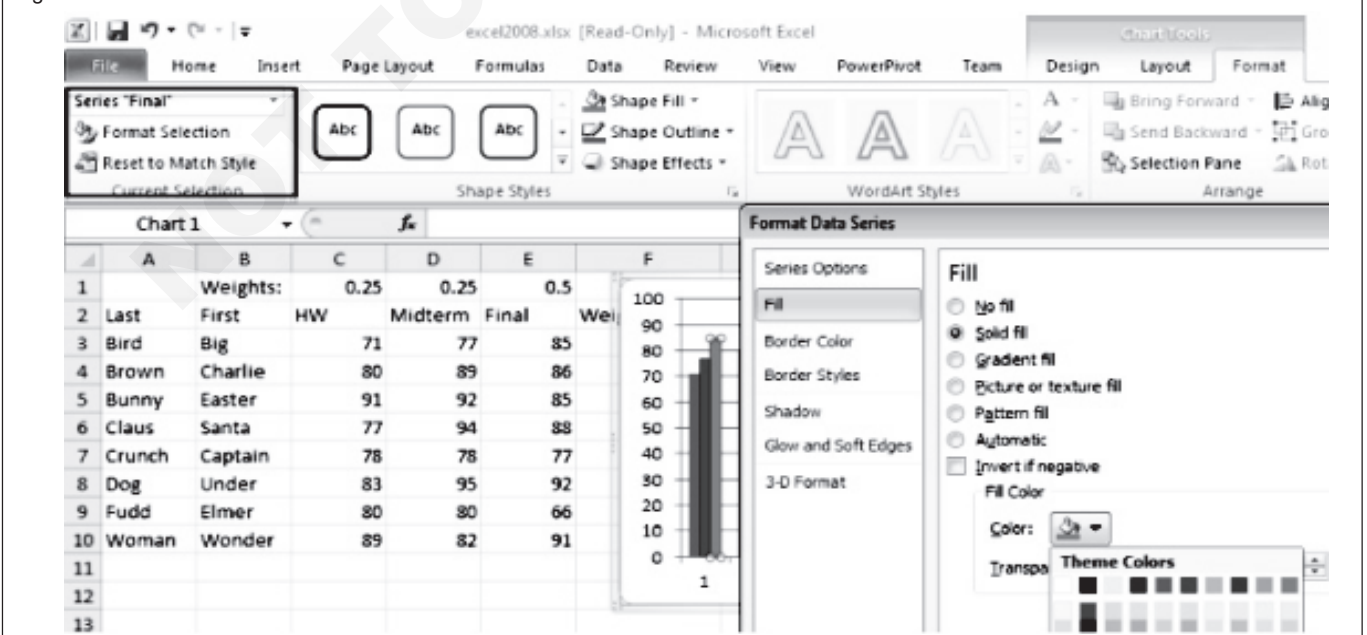 excel2008.xlsx [Read-Only] - Microsoft Excel
Chart Tools
File Home Insert Page Layout Formulas Data Review View PowerPivot Team Design Layout Format
Series "Final"
Format Selection
Reset to Match Style
Current Selection
Abc Abc Abc
Shape Fill
Shape Outline
Shape Effects
Shape Styles
A A A
WordArt Styles
A
A
Bring Forward
Send Backward
Selection Pane
Arrange
Chart 1 fx
A B C D E F
1 Weights: 0.25 0.25 0.5
2 Last First HW Midterm Final
3 Bird Big 71 77 85
4 Brown Charlie 80 89 86
5 Bunny Easter 91 92 85
6 Claus Santa 77 94 88
7 Crunch Captain 78 78 77
8 Dog Under 83 95 92
9 Fudd Elmer 80 80 66
10 Woman Wonder 89 82 91
11
12
13
100
90
80
70
60
50
40
30
20
10
0
1
Format Data Series
Series Options
Fill
Border Color
Border Styles
Shadow
Glow and Soft Edges
3-D Format
Fill
No fill
Solid fill
Gradient fill
Picture or texture fill
Pattern fill
Automatic
Invert if negative
Fill Color
Color:
Theme Colors
NOT TO